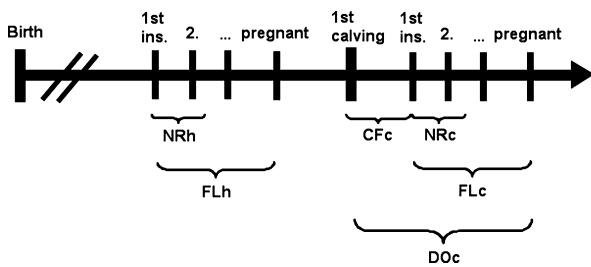 Birth 1st ins. 2. ... pregnant 1st calving 1st ins. 2. ... pregnant
NRh CFc NRc
FLh FLc
DOc